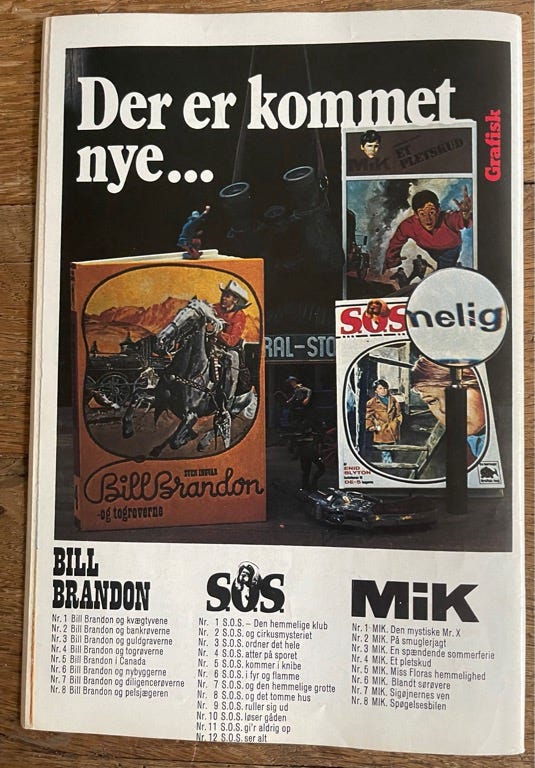 Der er kommet
nye...
Grafisk
MiK
ET
PLETSKUD
RAL-STO
S.O.S.
melig
ENID
BLYTON
DE-5
SVEN INGVAR
Bill Brandon
-og togrøverne
BILL
BRANDON
Nr. 1 Bill Brandon og kvægtyvene
Nr. 2 Bill Brandon og bankrøverne
Nr. 3 Bill Brandon og guldgraverne
Nr. 4 Bill Brandon og togrøverne
Nr. 5 Bill Brandon i Canada
Nr. 6 Bill Brandon og nybyggerne
Nr. 7 Bill Brandon og diligencerøverne
Nr. 8 Bill Brandon og pelsjægeren
S.O.S.
Nr. 1 S.O.S. – Den hemmelige klub
Nr. 2 S.O.S. og cirkusmysteriet
Nr. 3 S.O.S. ordner det hele
Nr. 4 S.O.S. atter på sporet
Nr. 5 S.O.S. kommer i knibe
Nr. 6 S.O.S. i fyr og flamme
Nr. 7 S.O.S. og den hemmelige grotte
Nr. 8 S.O.S. og det tomme hus
Nr. 9 S.O.S. ruller sig ud
Nr. 10 S.O.S. løser gåden
Nr. 11 S.O.S. gi'r aldrig op
Nr. 12 S.O.S. ser alt
MiK
Nr. 1 MIK. Den mystiske Mr. X
Nr. 2 MIK. På smuglerjagt
Nr. 3 MIK. En spændende sommerferie
Nr. 4 MIK. Et pletskud
Nr. 5 MIK. Miss Floras hemmelighed
Nr. 6 MIK. Blandt sørøvere
Nr. 7 MIK. Sigøjnernes ven
Nr. 8 MIK. Spøgelsesbilen